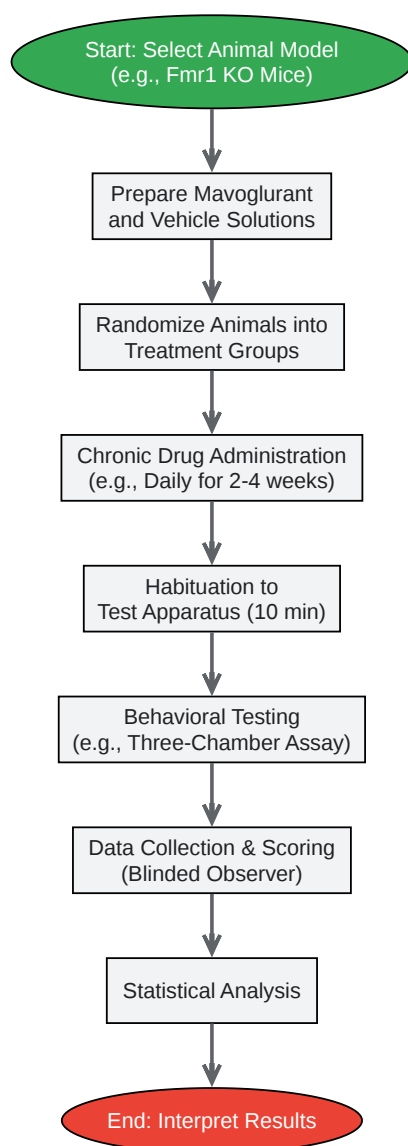 Start: Select Animal Model
(e.g., Fmr1 KO Mice)
Prepare Mavoglurant
and Vehicle Solutions
Randomize Animals into
Treatment Groups
Chronic Drug Administration
(e.g., Daily for 2-4 weeks)
Habituation to
Test Apparatus (10 min)
Behavioral Testing
(e.g., Three-Chamber Assay)
Data Collection & Scoring
(Blinded Observer)
Statistical Analysis
End: Interpret Results